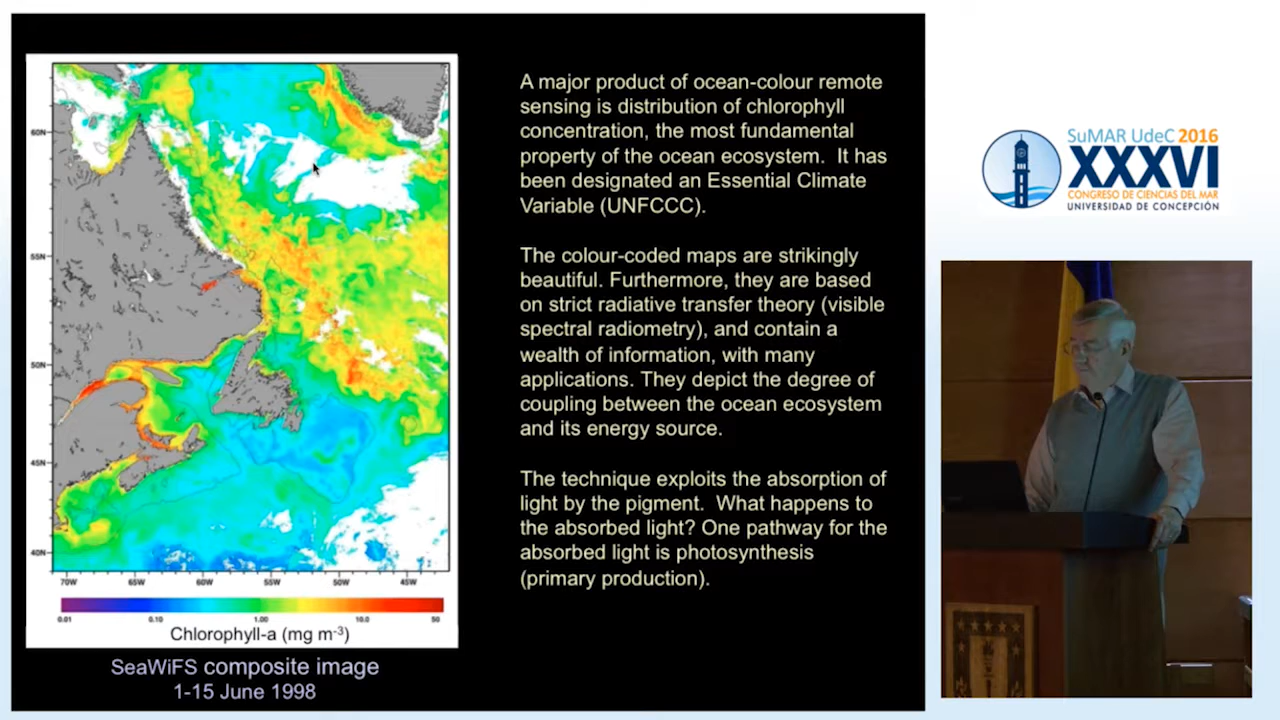 60N
55N
50N
45N
40N
70W 65W 60W 55W 50W 45W
0.01 0.10 1.00 10.0 50
Chlorophyll-a (mg m-3)
SeaWiFS composite image
1-15 June 1998
A major product of ocean-colour remote
sensing is distribution of chlorophyll
concentration, the most fundamental
property of the ocean ecosystem. It has
been designated an Essential Climate
Variable (UNFCCC).
The colour-coded maps are strikingly
beautiful. Furthermore, they are based
on strict radiative transfer theory (visible
spectral radiometry), and contain a
wealth of information, with many
applications. They depict the degree of
coupling between the ocean ecosystem
and its energy source.
The technique exploits the absorption of
light by the pigment. What happens to
the absorbed light? One pathway for the
absorbed light is photosynthesis
(primary production).
SuMAR UdeC 2016
XXXVI
CONGRESO DE CIENCIAS DEL MAR
UNIVERSIDAD DE CONCEPCIÓN